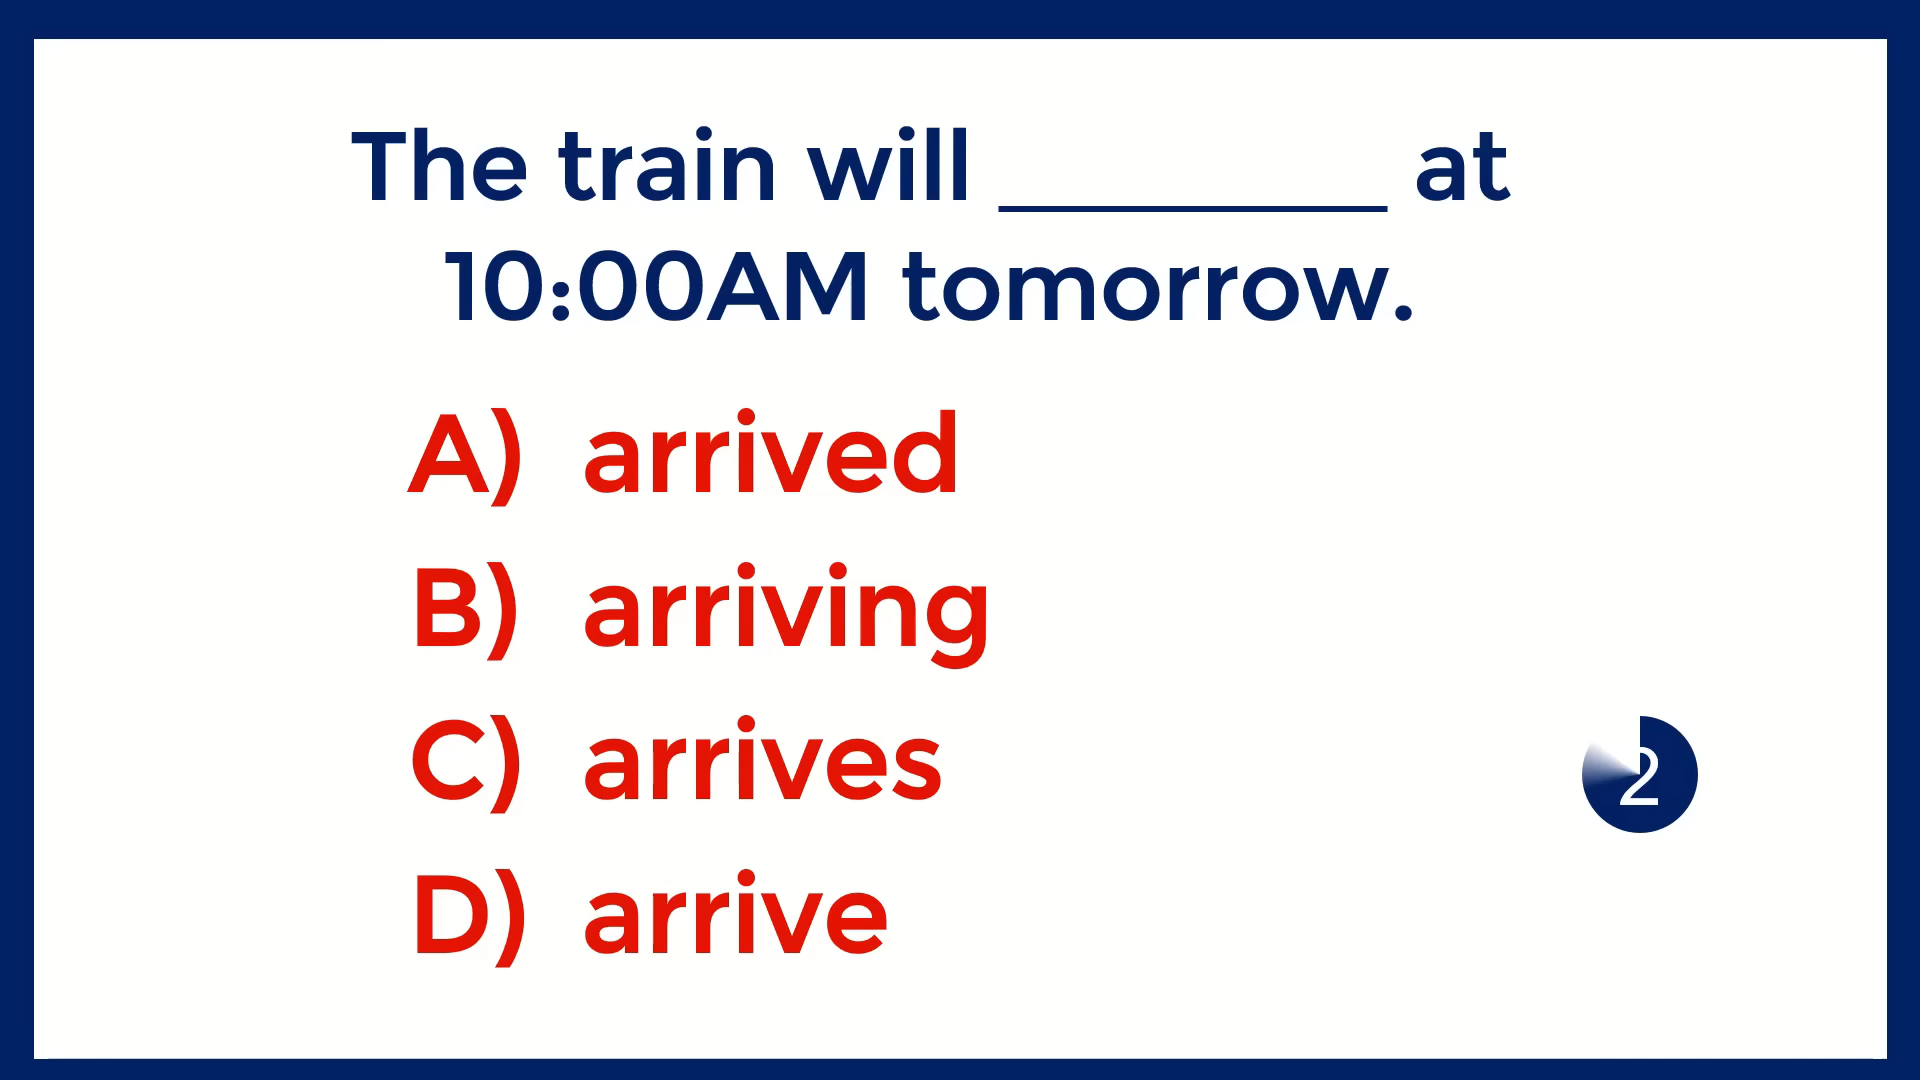 The train will ________ at
10:00AM tomorrow.
A) arrived
B) arriving
C) arrives
2
D) arrive